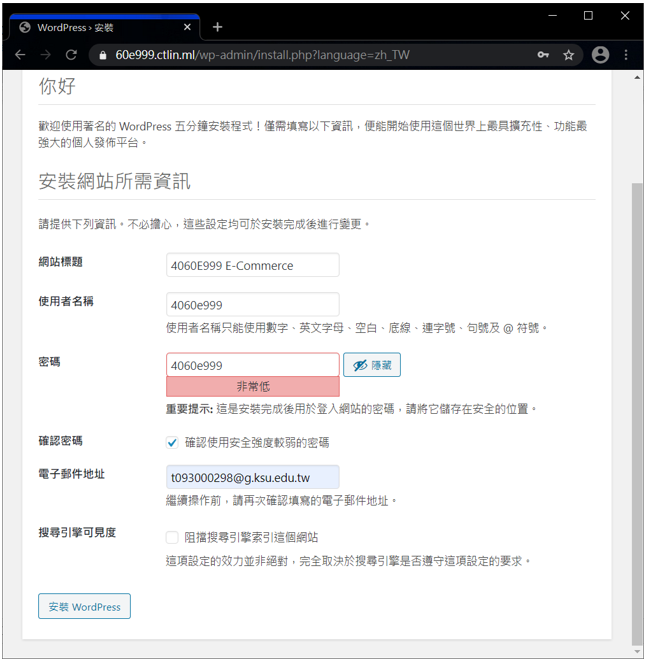 WordPress › 安裝
60e999.ctlin.ml/wp-admin/install.php?language=zh_TW
你好
歡迎使用著名的 WordPress 五分鐘安裝程式！僅需填寫以下資訊，便能開始使用這個世界上最具擴充性、功能最
強大的個人發佈平台。
安裝網站所需資訊
請提供下列資訊。不必擔心，這些設定均可於安裝完成後進行變更。
網站標題
4060E999 E-Commerce
使用者名稱
4060e999
使用者名稱只能使用數字、英文字母、空白、底線、連字號、句號及 @ 符號。
密碼
4060e999
隱藏
非常低
重要提示: 這是安裝完成後用於登入網站的密碼，請將它儲存在安全的位置。
確認密碼
確認使用安全強度較弱的密碼
電子郵件地址
t093000298@g.ksu.edu.tw
繼續操作前，請再次確認填寫的電子郵件地址。
搜尋引擎可見度
阻擋搜尋引擎索引這個網站
這項設定的效力並非絕對，完全取決於搜尋引擎是否遵守這項設定的要求。
安裝 WordPress